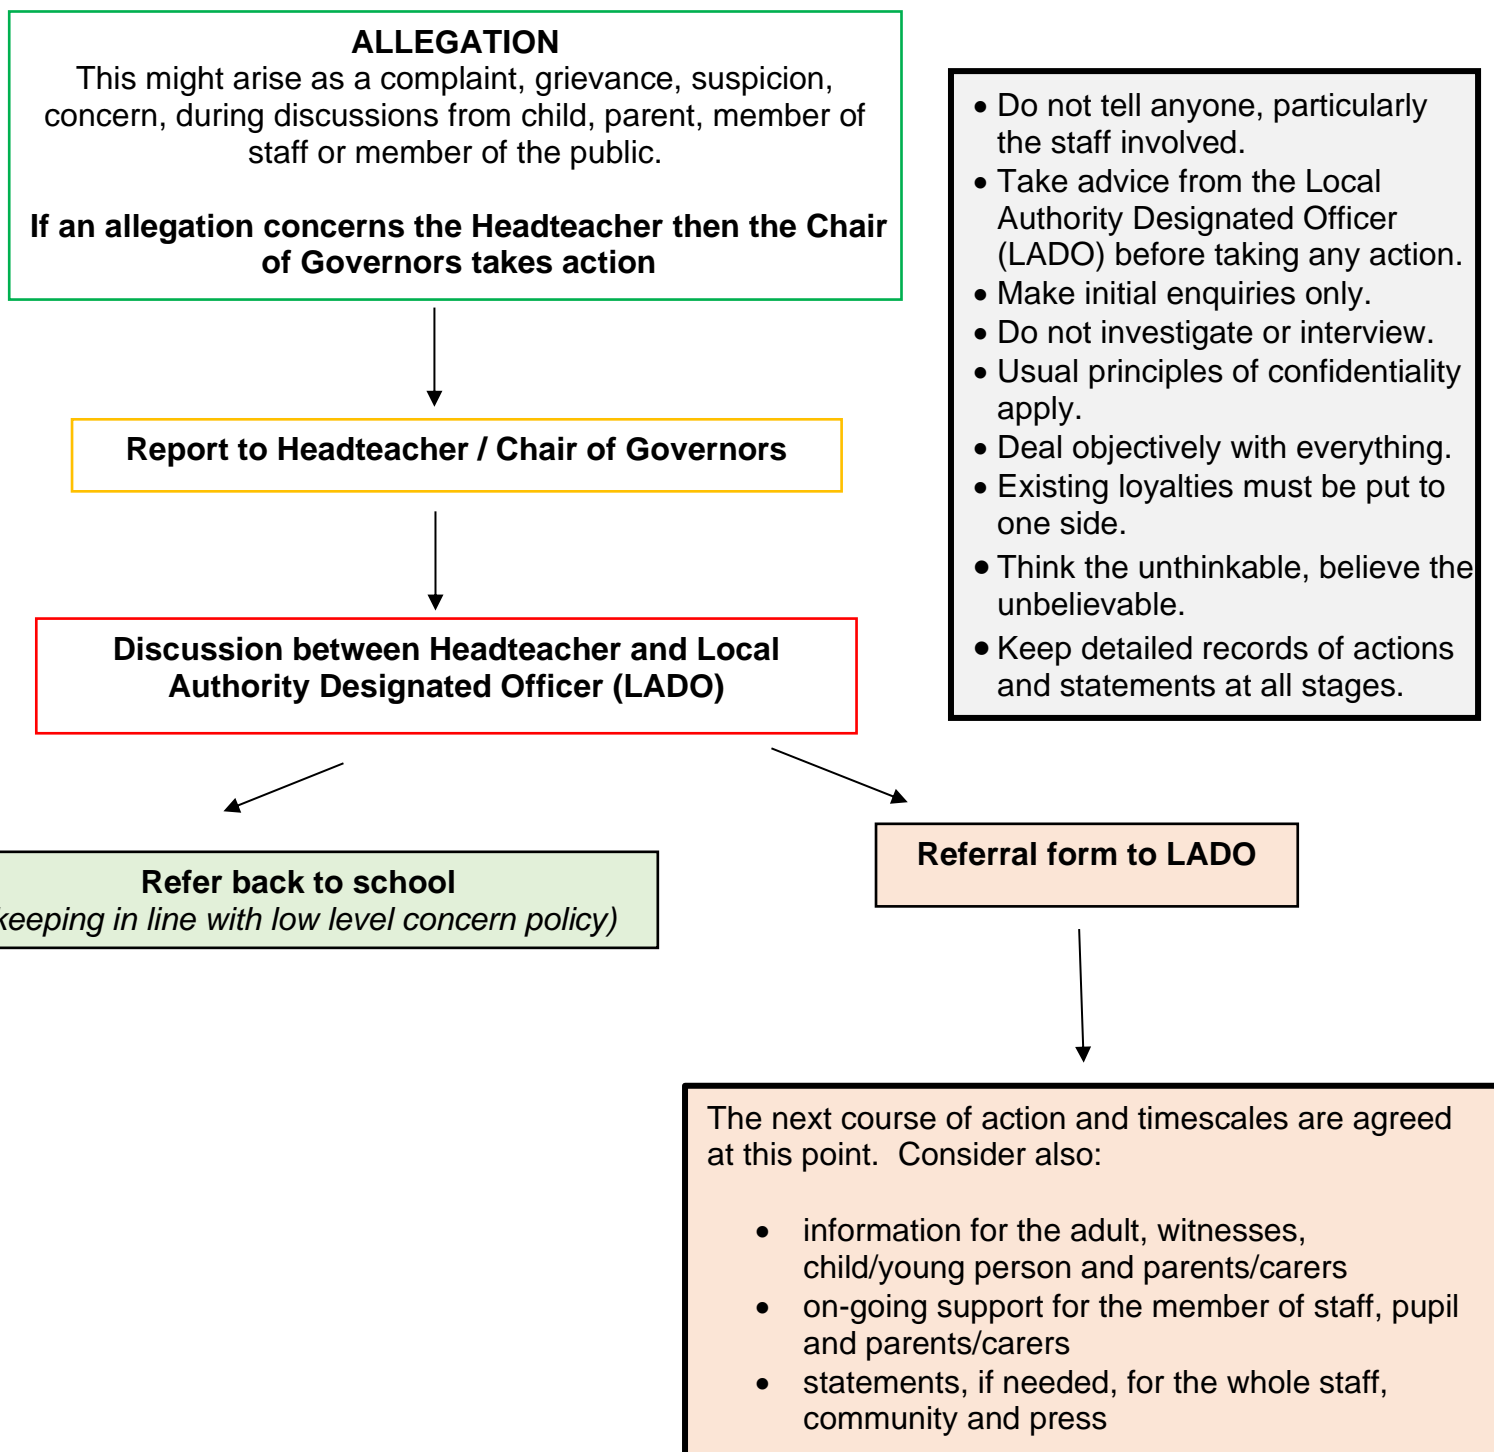 ALLEGATION
This might arise as a complaint, grievance, suspicion,
concern, during discussions from child, parent, member of
staff or member of the public.
If an allegation concerns the Headteacher then the Chair
of Governors takes action
Report to Headteacher / Chair of Governors
Discussion between Headteacher and Local
Authority Designated Officer (LADO)
Refer back to school
keeping in line with low level concern policy)
• Do not tell anyone, particularly
the staff involved.
• Take advice from the Local
Authority Designated Officer
(LADO) before taking any action.
• Make initial enquiries only.
• Do not investigate or interview.
• Usual principles of confidentiality
apply.
• Deal objectively with everything.
• Existing loyalties must be put to
one side.
• Think the unthinkable, believe the
unbelievable.
• Keep detailed records of actions
and statements at all stages.
Referral form to LADO
The next course of action and timescales are agreed
at this point.  Consider also:
• information for the adult, witnesses,
child/young person and parents/carers
• on-going support for the member of staff, pupil
and parents/carers
• statements, if needed, for the whole staff,
community and press